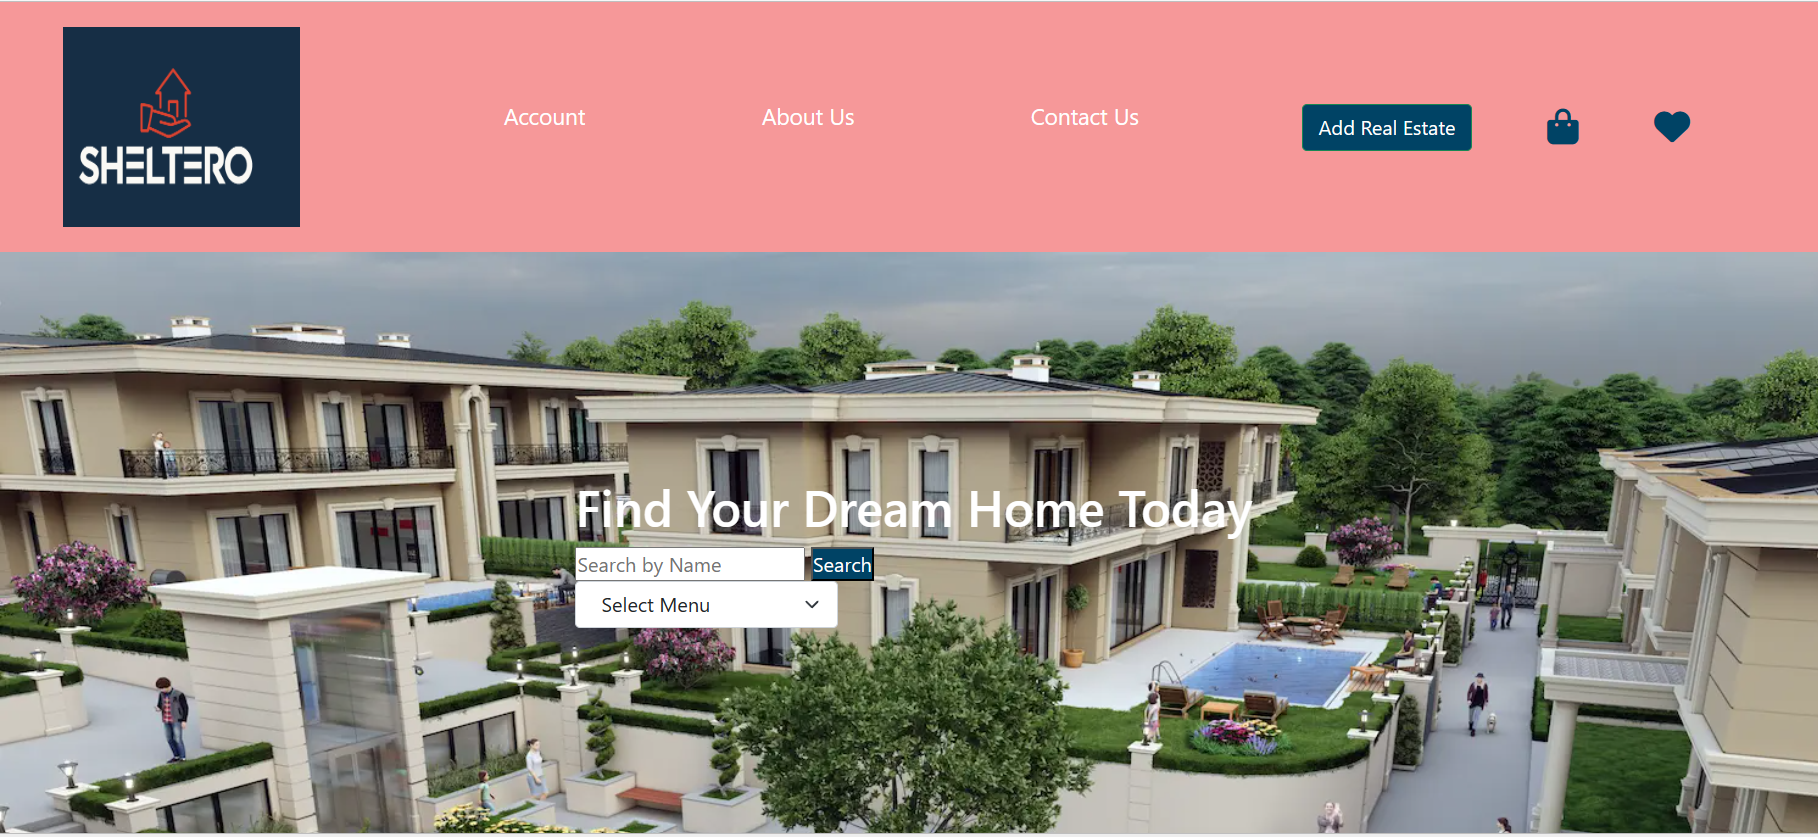 SHELTERO
Account
About Us
Contact Us
Add Real Estate
Find Your Dream Home Today
Search by Name
Search
Select Menu